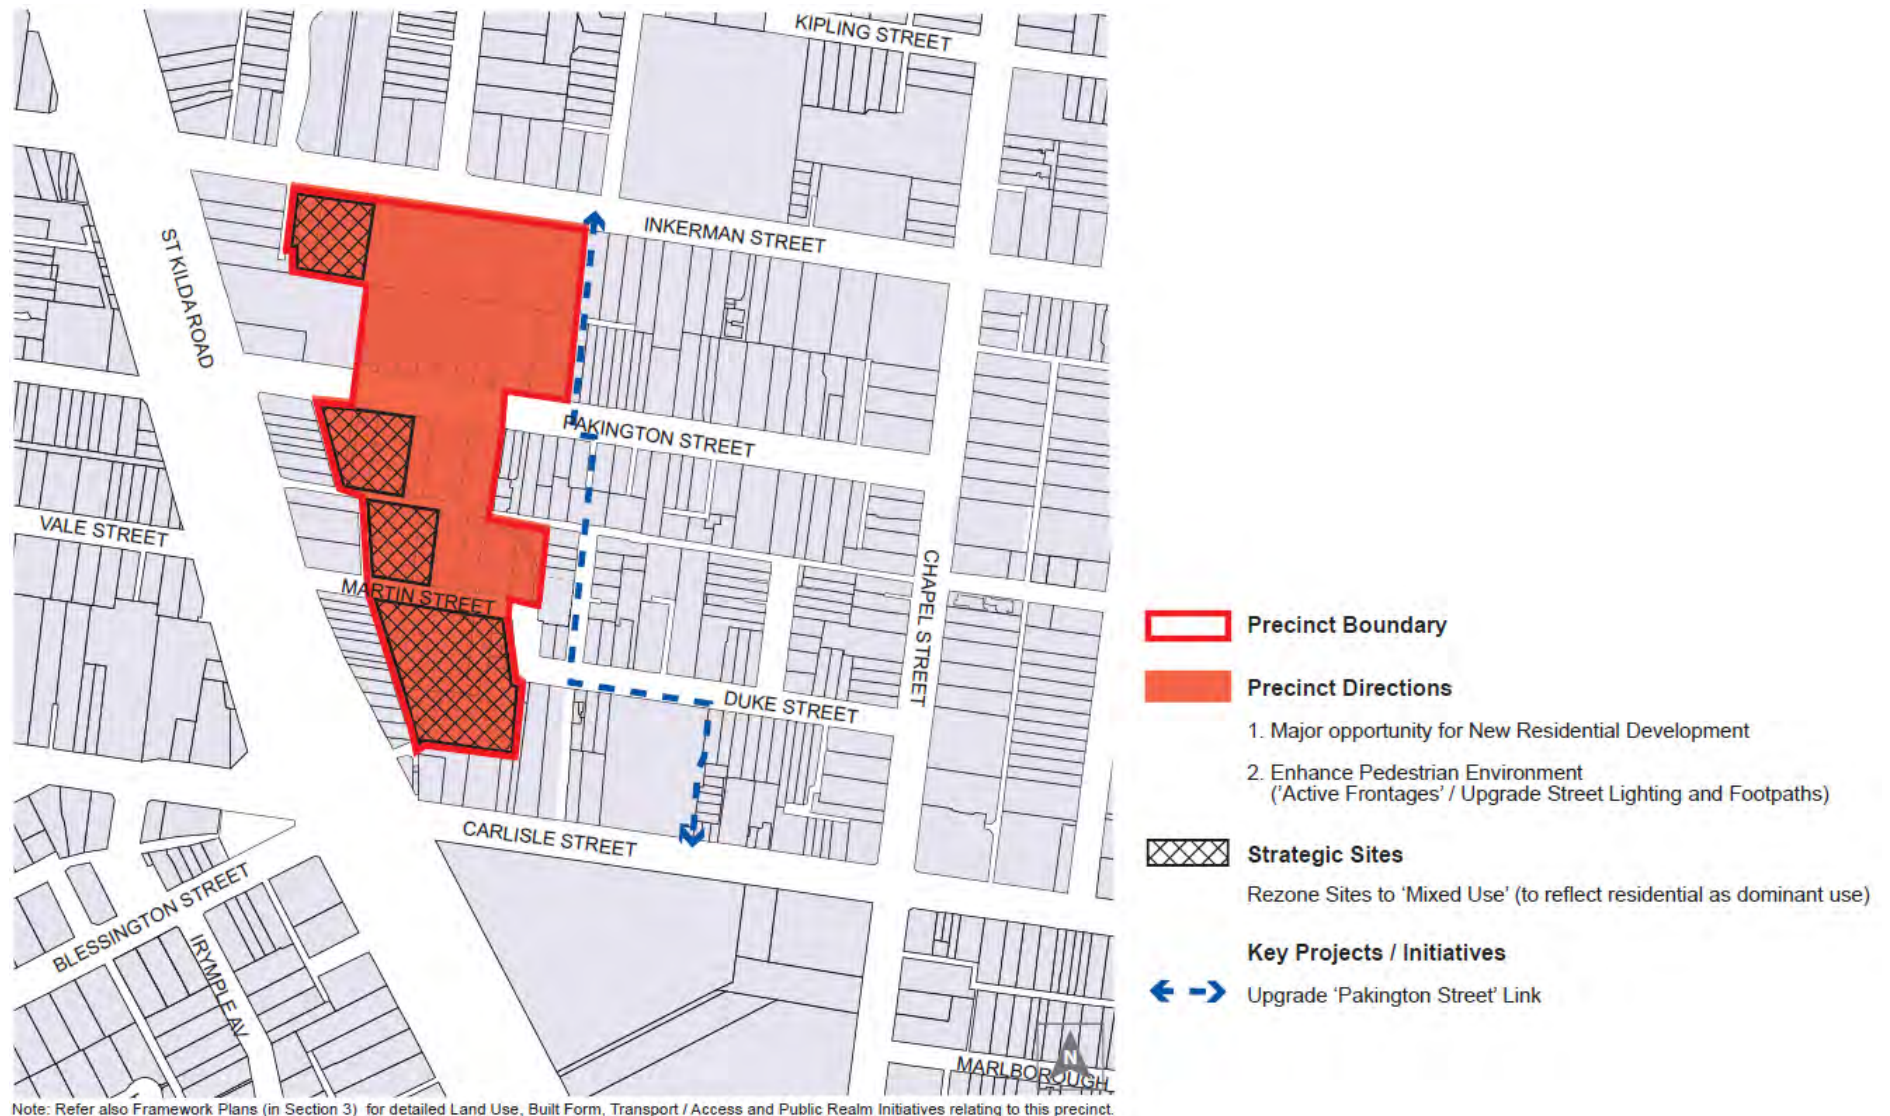 KIPLING STREET
INKERMAN STREET
ST KILDA ROAD
PAKINGTON STREET
VALE STREET
CHAPEL STREET
MARTIN STREET
DUKE STREET
CARLISLE STREET
BLESSINGTON STREET
IRYMPLE AV
MARLBOROUGH
N
Precinct Boundary
Precinct Directions
1. Major opportunity for New Residential Development
2. Enhance Pedestrian Environment
('Active Frontages' / Upgrade Street Lighting and Footpaths)
Strategic Sites
Rezone Sites to ‘Mixed Use’ (to reflect residential as dominant use)
Key Projects / Initiatives
Upgrade ‘Pakington Street’ Link
Note: Refer also Framework Plans (in Section 3) for detailed Land Use, Built Form, Transport / Access and Public Realm Initiatives relating to this precinct.